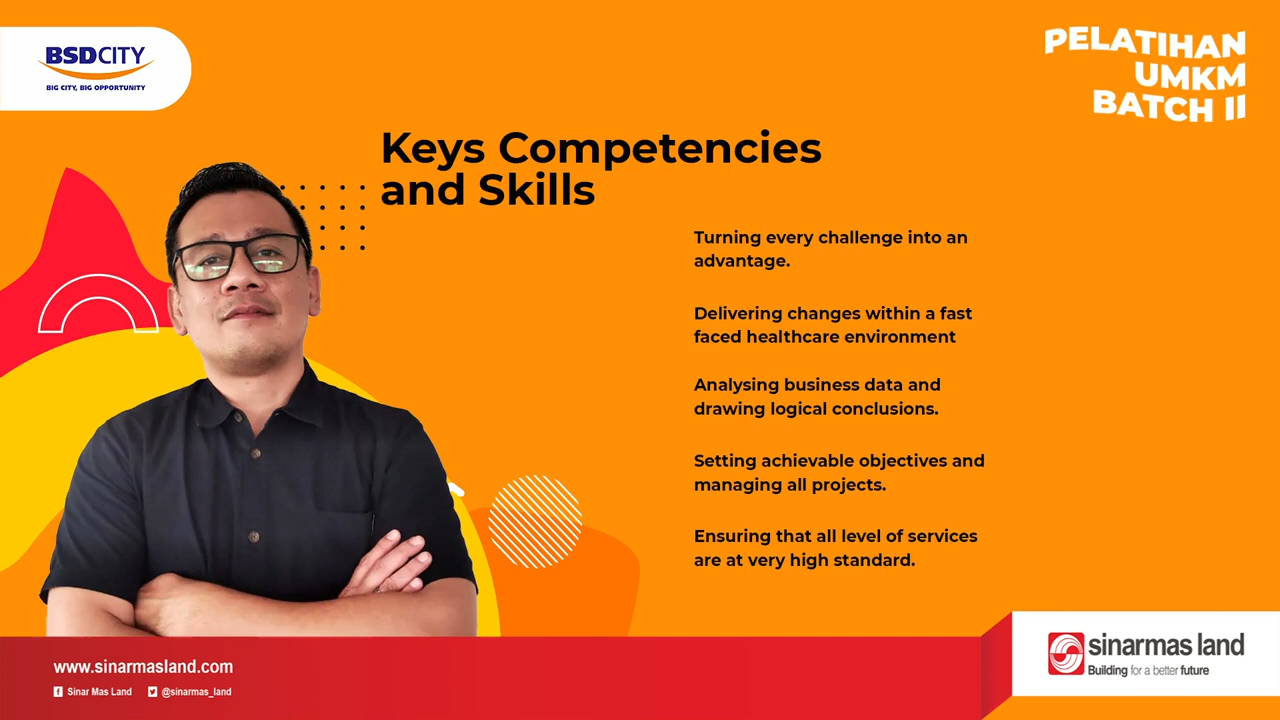 BSDCITY
BIG CITY, BIG OPPORTUNITY
PELATIHAN
UMKM
BATCH II
Keys Competencies
and Skills
Turning every challenge into an
advantage.
Delivering changes within a fast
faced healthcare environment
Analysing business data and
drawing logical conclusions.
Setting achievable objectives and
managing all projects.
Ensuring that all level of services
are at very high standard.
www.sinarmasland.com
Sinar Mas Land @sinarmas_land
sinarmas land
Building for a better future